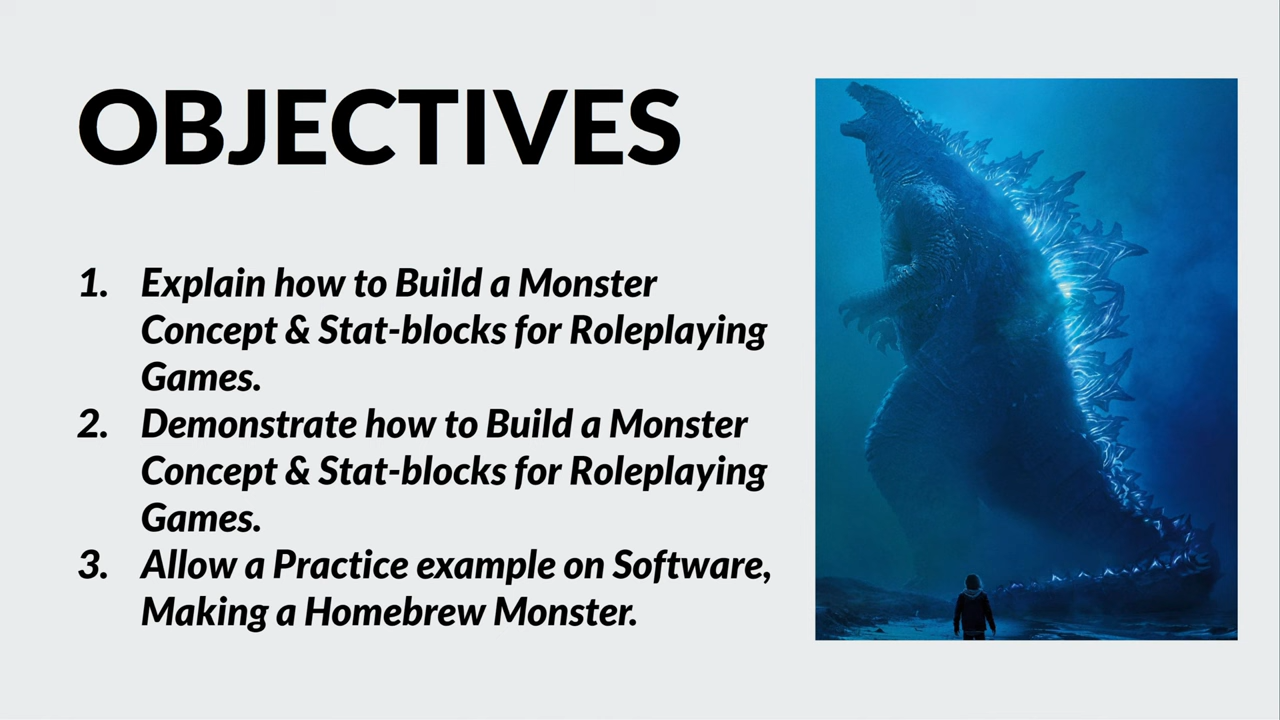 OBJECTIVES
1. Explain how to Build a Monster
Concept & Stat-blocks for Roleplaying
Games.
2. Demonstrate how to Build a Monster
Concept & Stat-blocks for Roleplaying
Games.
3. Allow a Practice example on Software,
Making a Homebrew Monster.